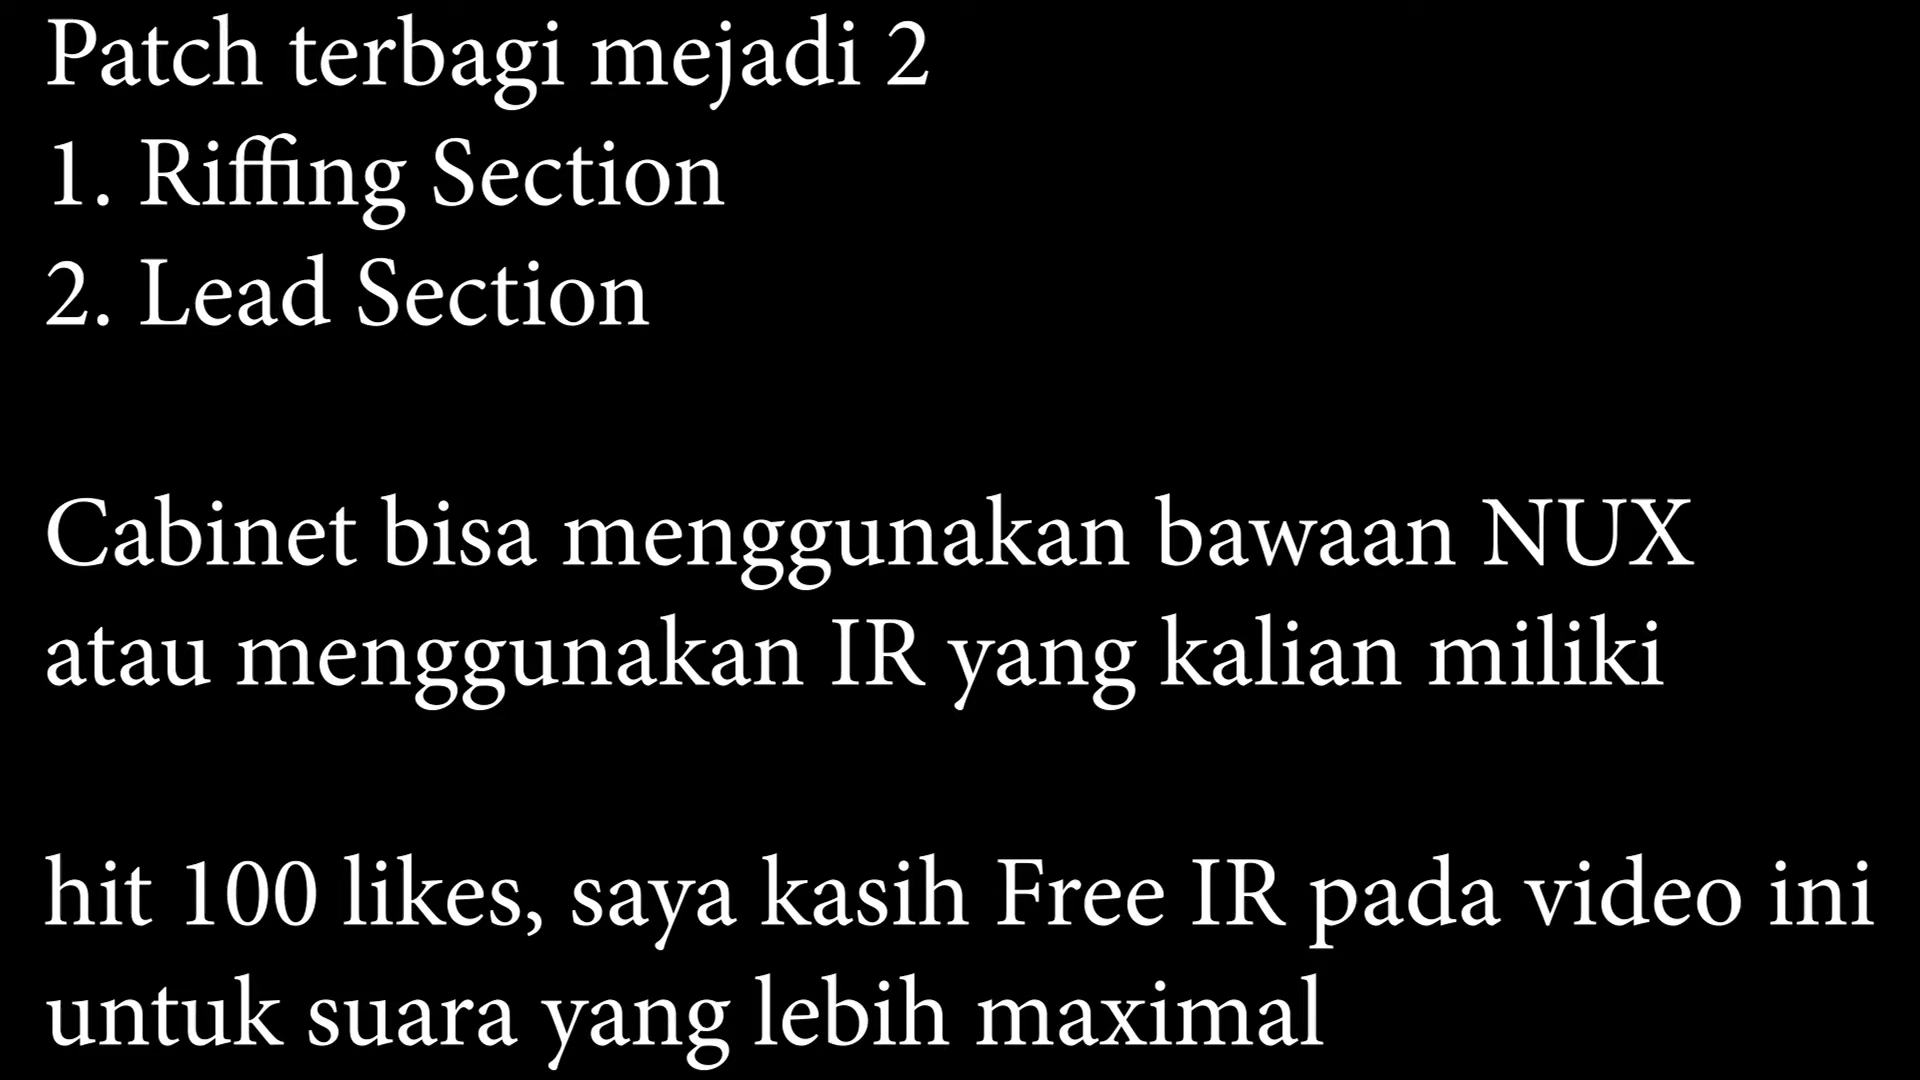 Patch terbagi mejadi 2
1. Riffing Section
2. Lead Section
Cabinet bisa menggunakan bawaan NUX
atau menggunakan IR yang kalian miliki
hit 100 likes, saya kasih Free IR pada video ini
untuk suara yang lebih maximal